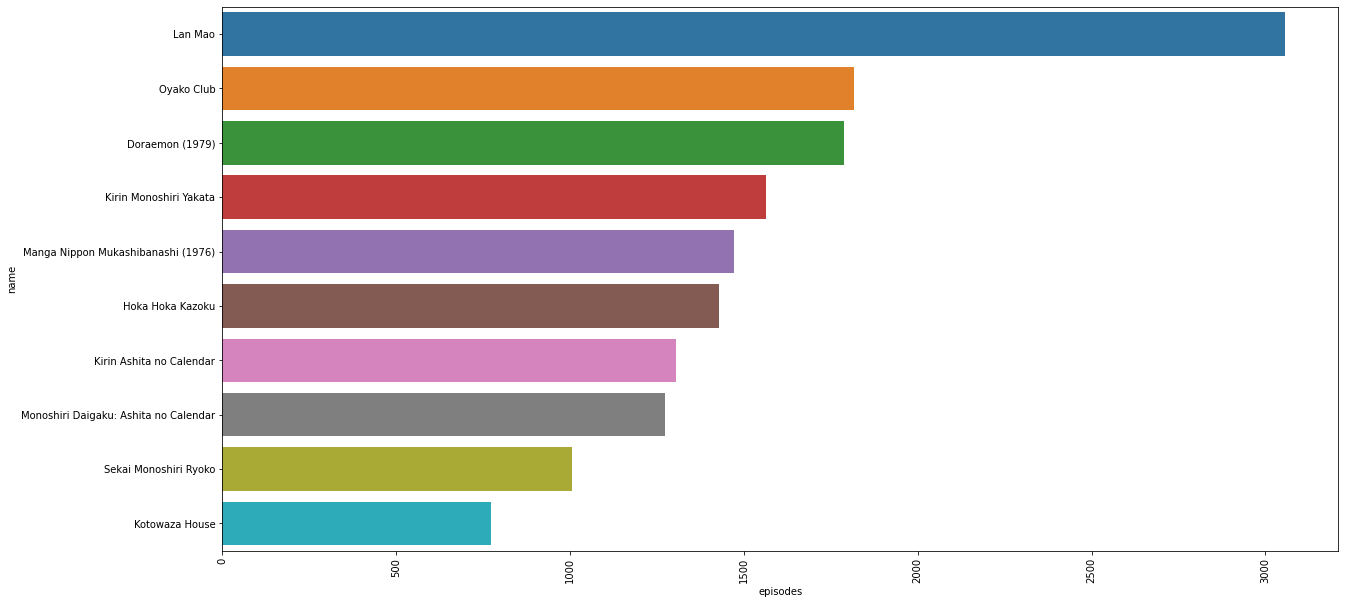 Lan Mao
Oyako Club
Doraemon (1979)
Kirin Monoshiri Yakata
Manga Nippon Mukashibanashi (1976)
Hoka Hoka Kazoku
Kirin Ashita no Calendar
Monoshiri Daigaku: Ashita no Calendar
Sekai Monoshiri Ryoko
Kotowaza House
name
0
500
1000
1500
2000
2500
3000
episodes